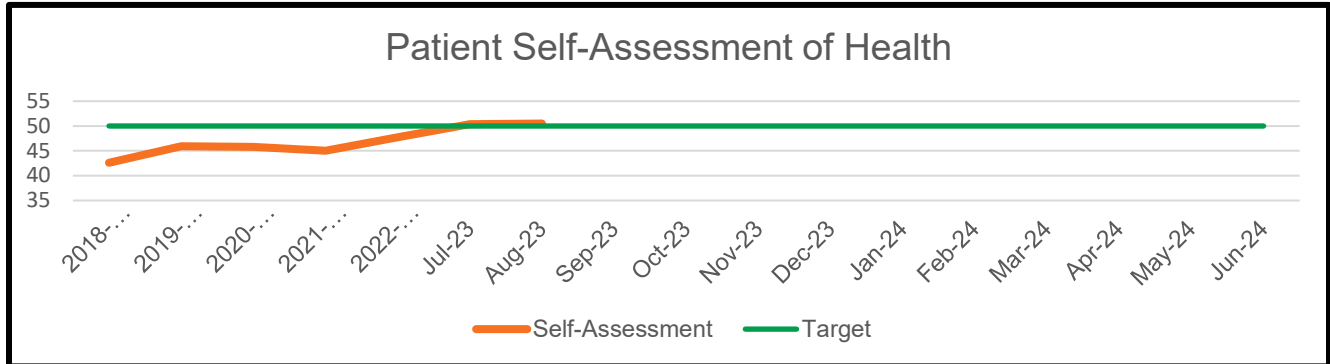 Patient Self-Assessment of Health
55
50
45
40
35
2018-...
2019-...
2020-...
2021-...
2022-...
Jul-23
Aug-23
Sep-23
Oct-23
Nov-23
Dec-23
Jan-24
Feb-24
Mar-24
Apr-24
May-24
Jun-24
Self-Assessment
Target